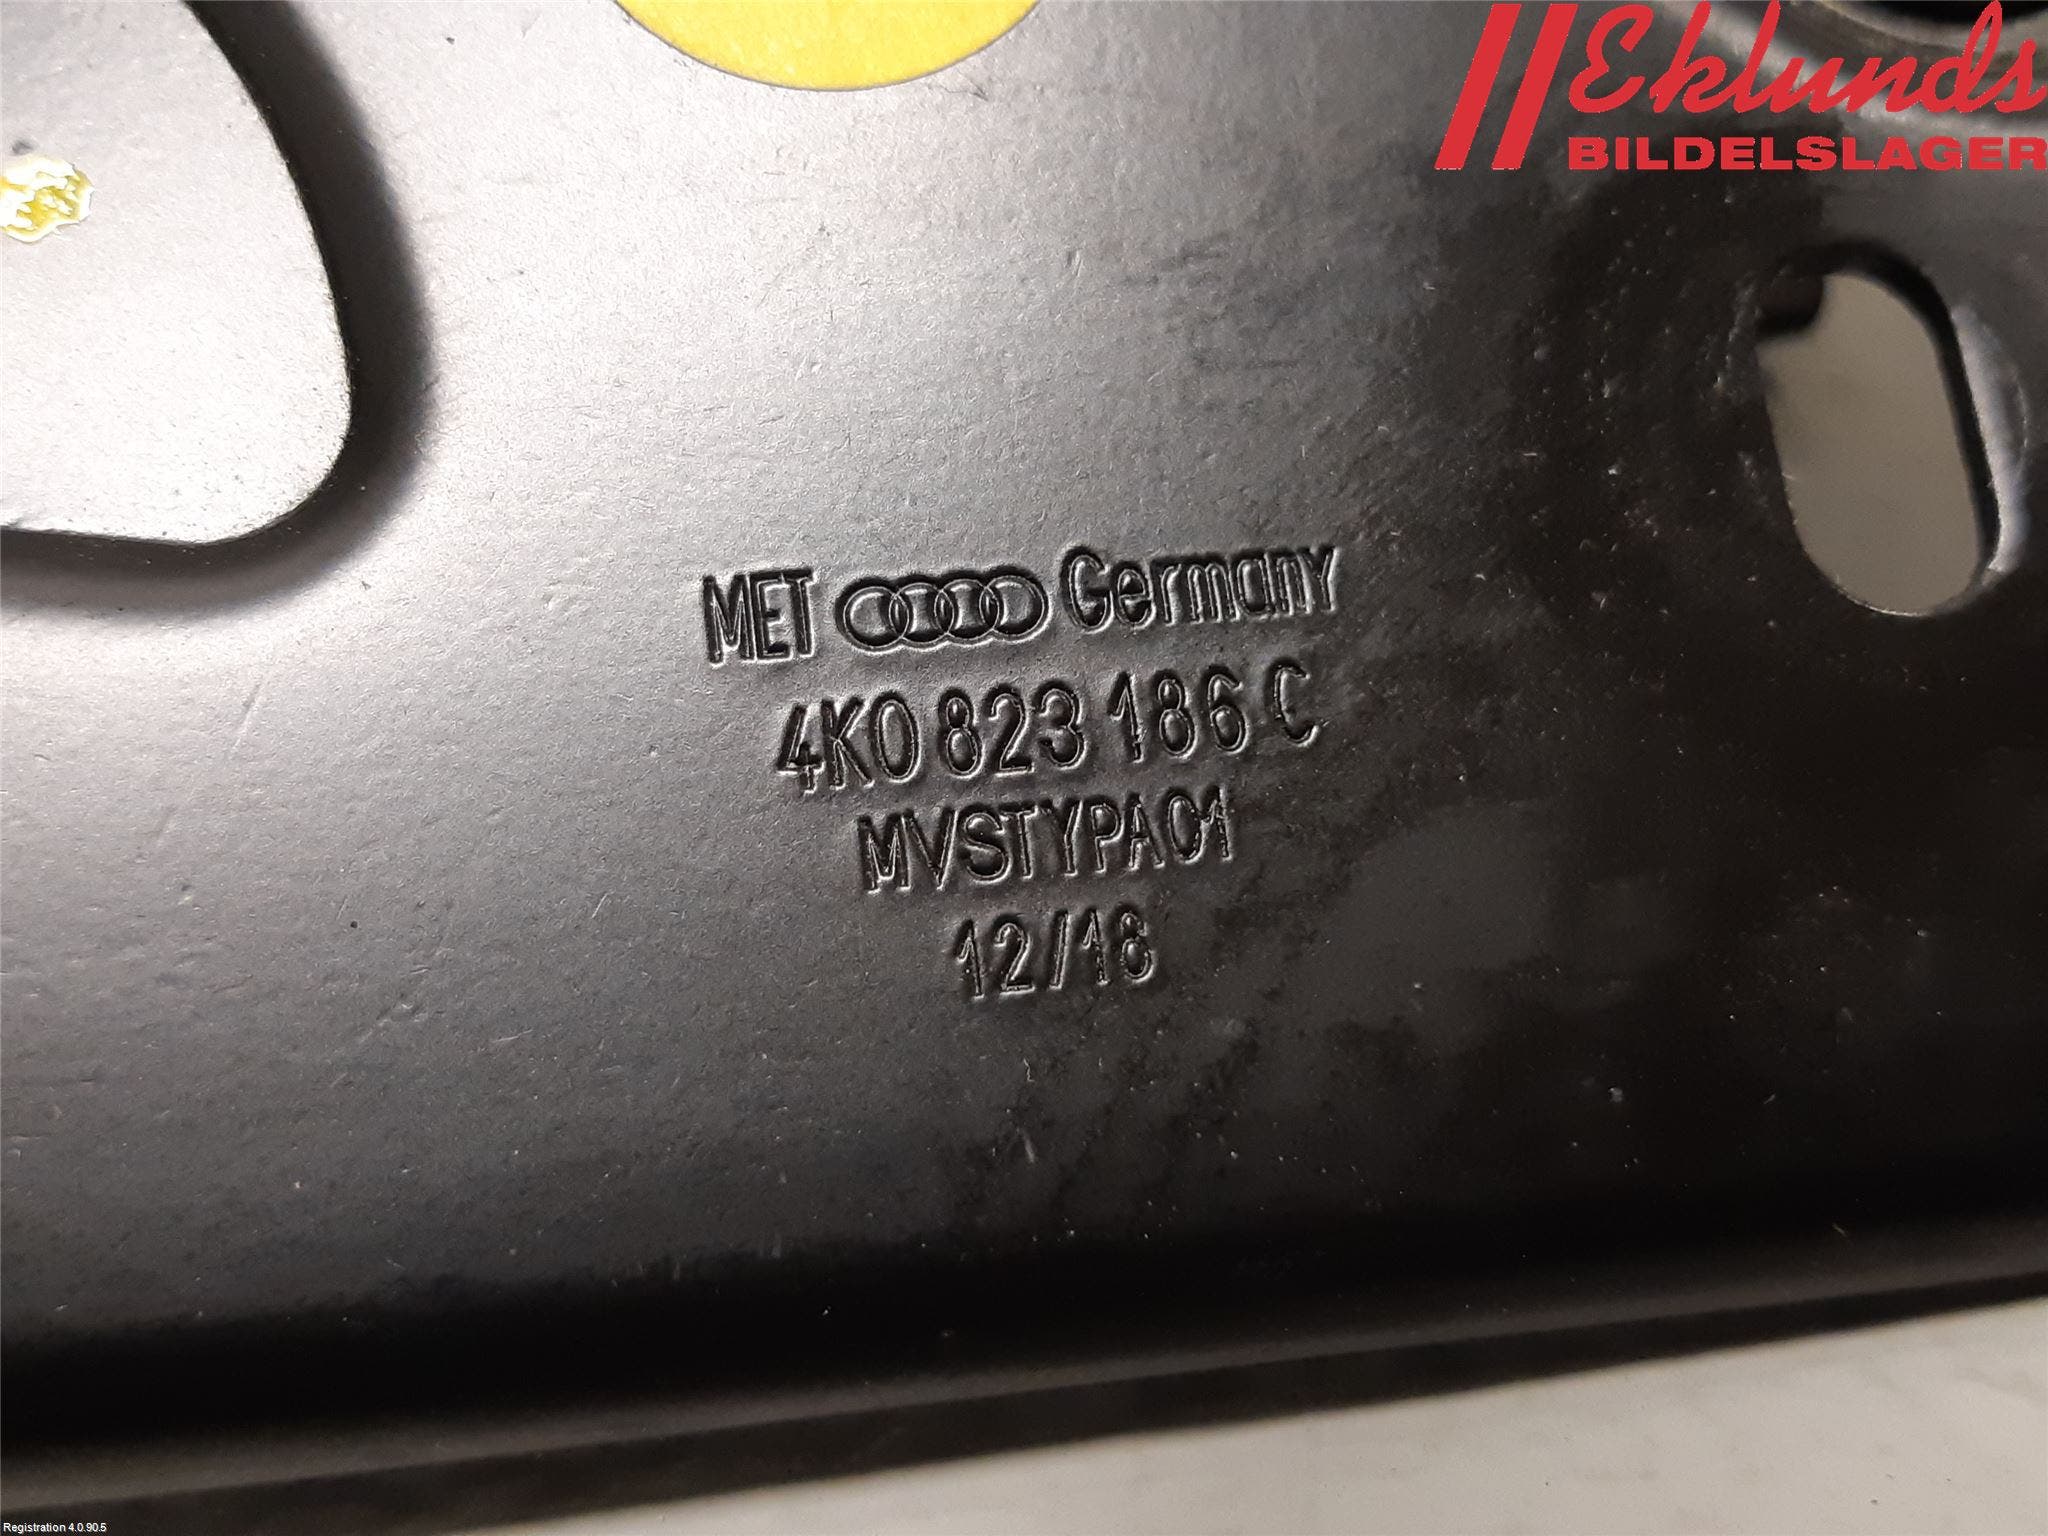 Eklunds
BILDELSLAGER
MET Germany
4K0 823 186 C
MVSTYPA01
12/18
Registration 4.0.90.5